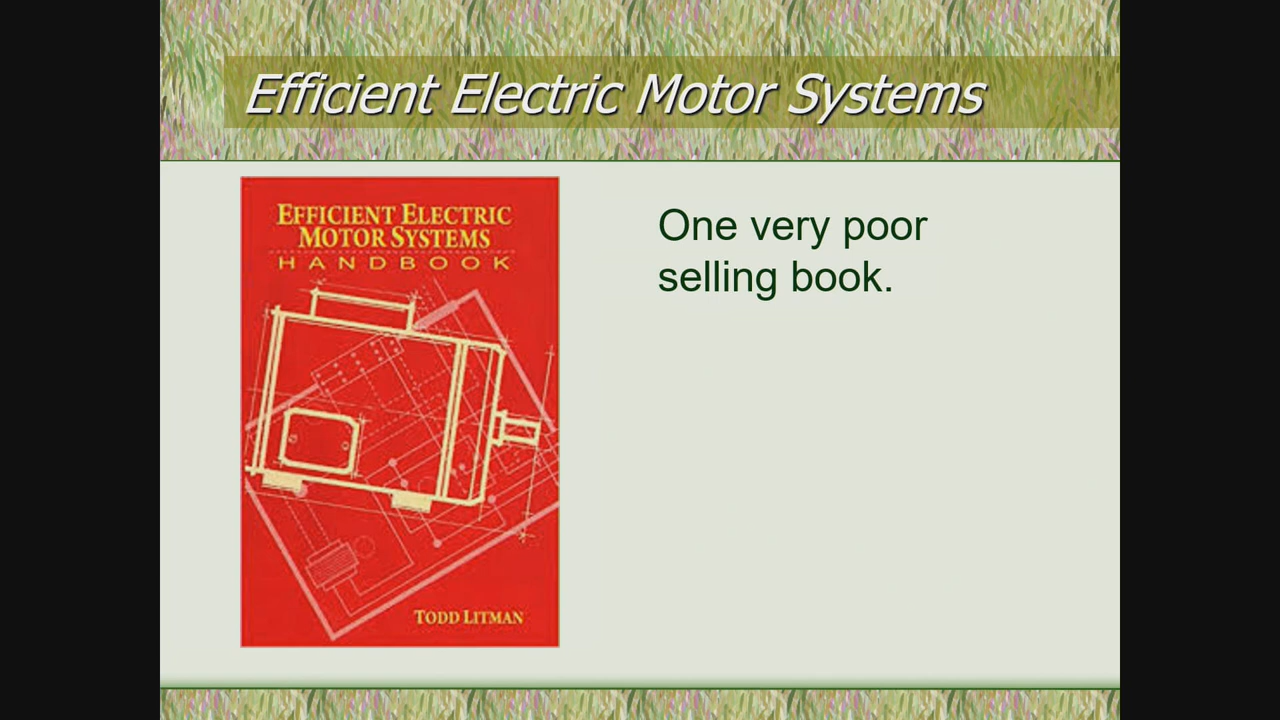 Efficient Electric Motor Systems
EFFICIENT ELECTRIC
MOTOR SYSTEMS
HANDBOOK
TODD LITMAN
One very poor
selling book.